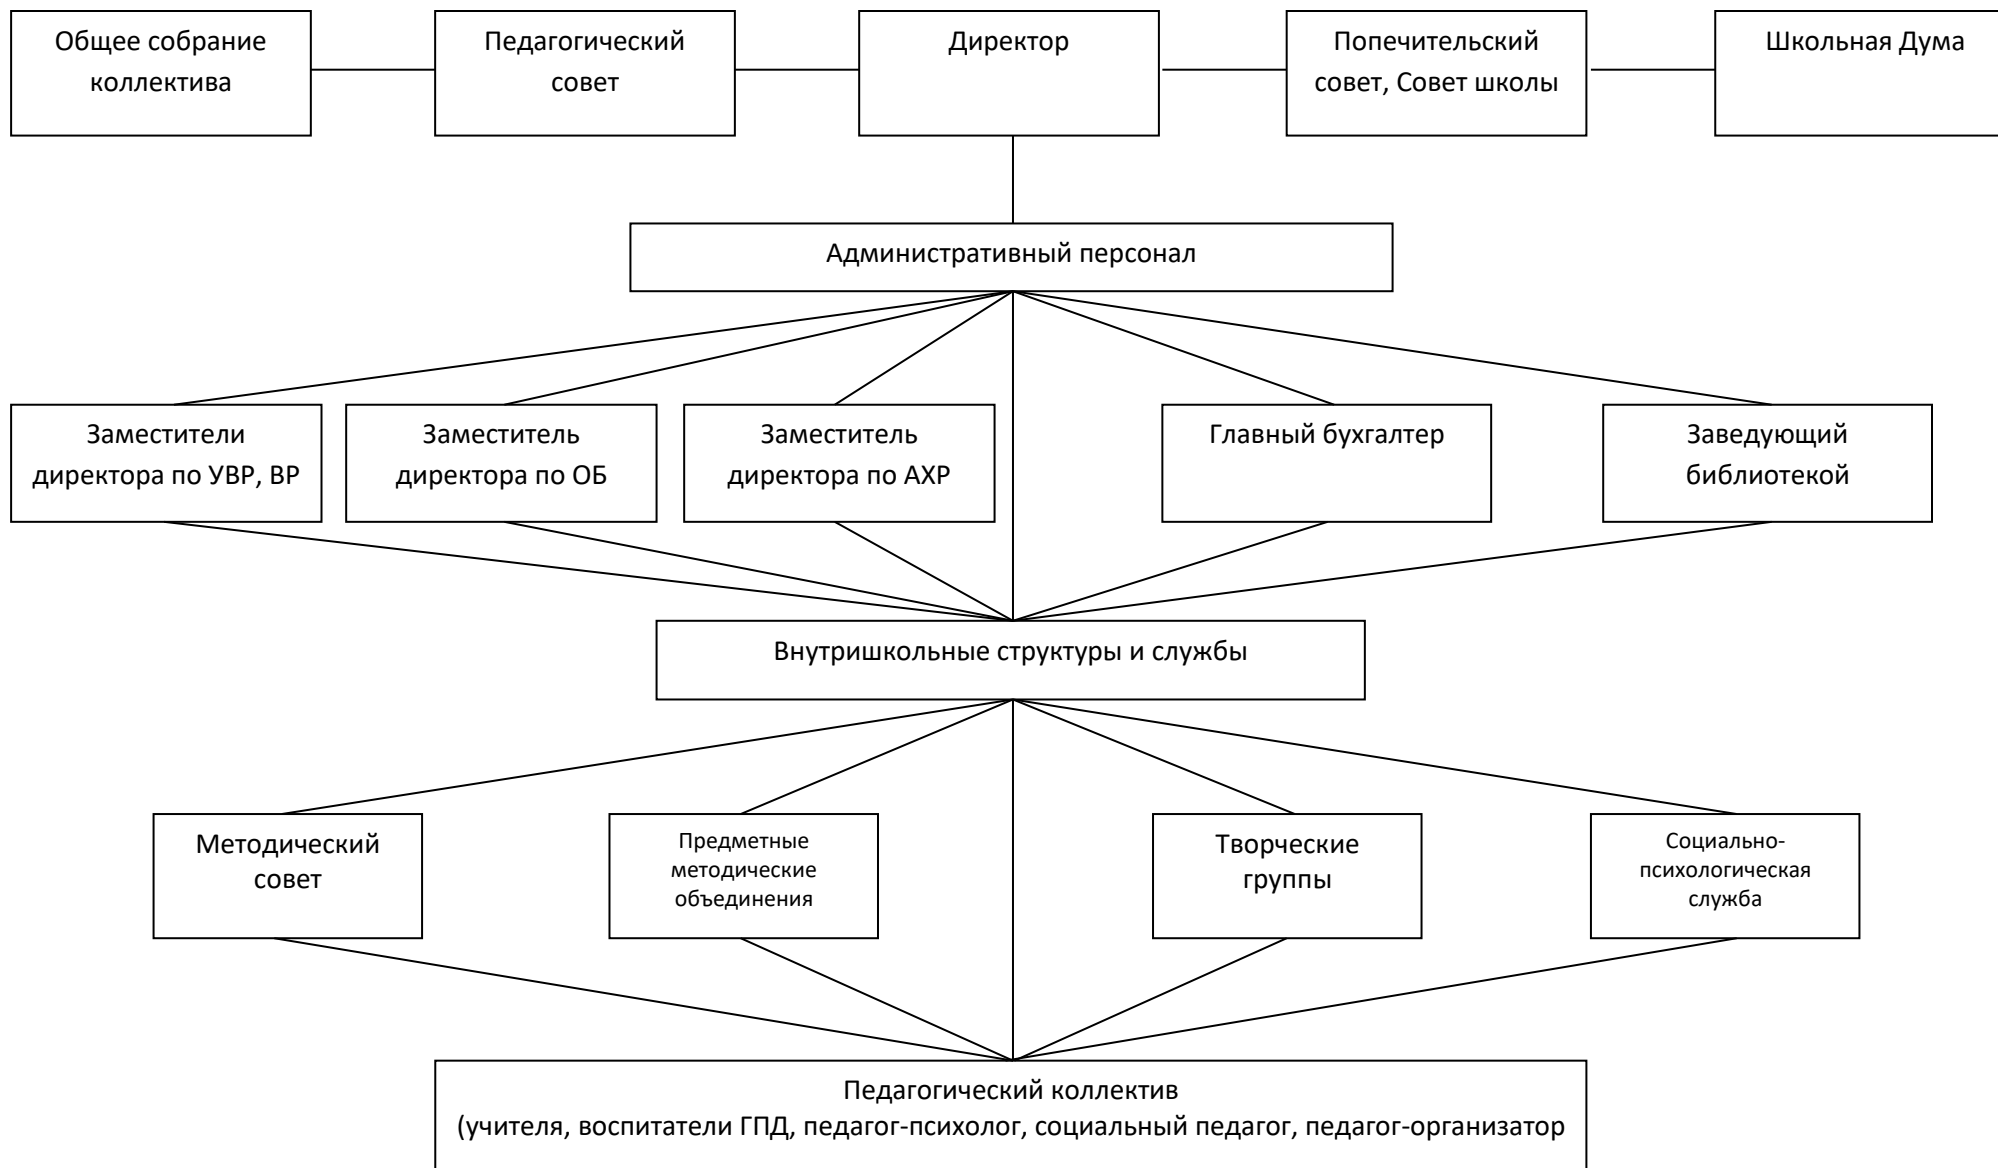 Общее собрание
коллектива
Педагогический
совет
Директор
Попечительский
совет, Совет школы
Школьная Дума
Административный персонал
Заместители
директора по УВР, ВР
Заместитель
директора по ОБ
Заместитель
директора по АХР
Главный бухгалтер
Заведующий
библиотекой
Внутришкольные структуры и службы
Методический
совет
Предметные
методические
объединения
Творческие
группы
Социально-
психологическая
служба
Педагогический коллектив
(учителя, воспитатели ГПД, педагог-психолог, социальный педагог, педагог-организатор